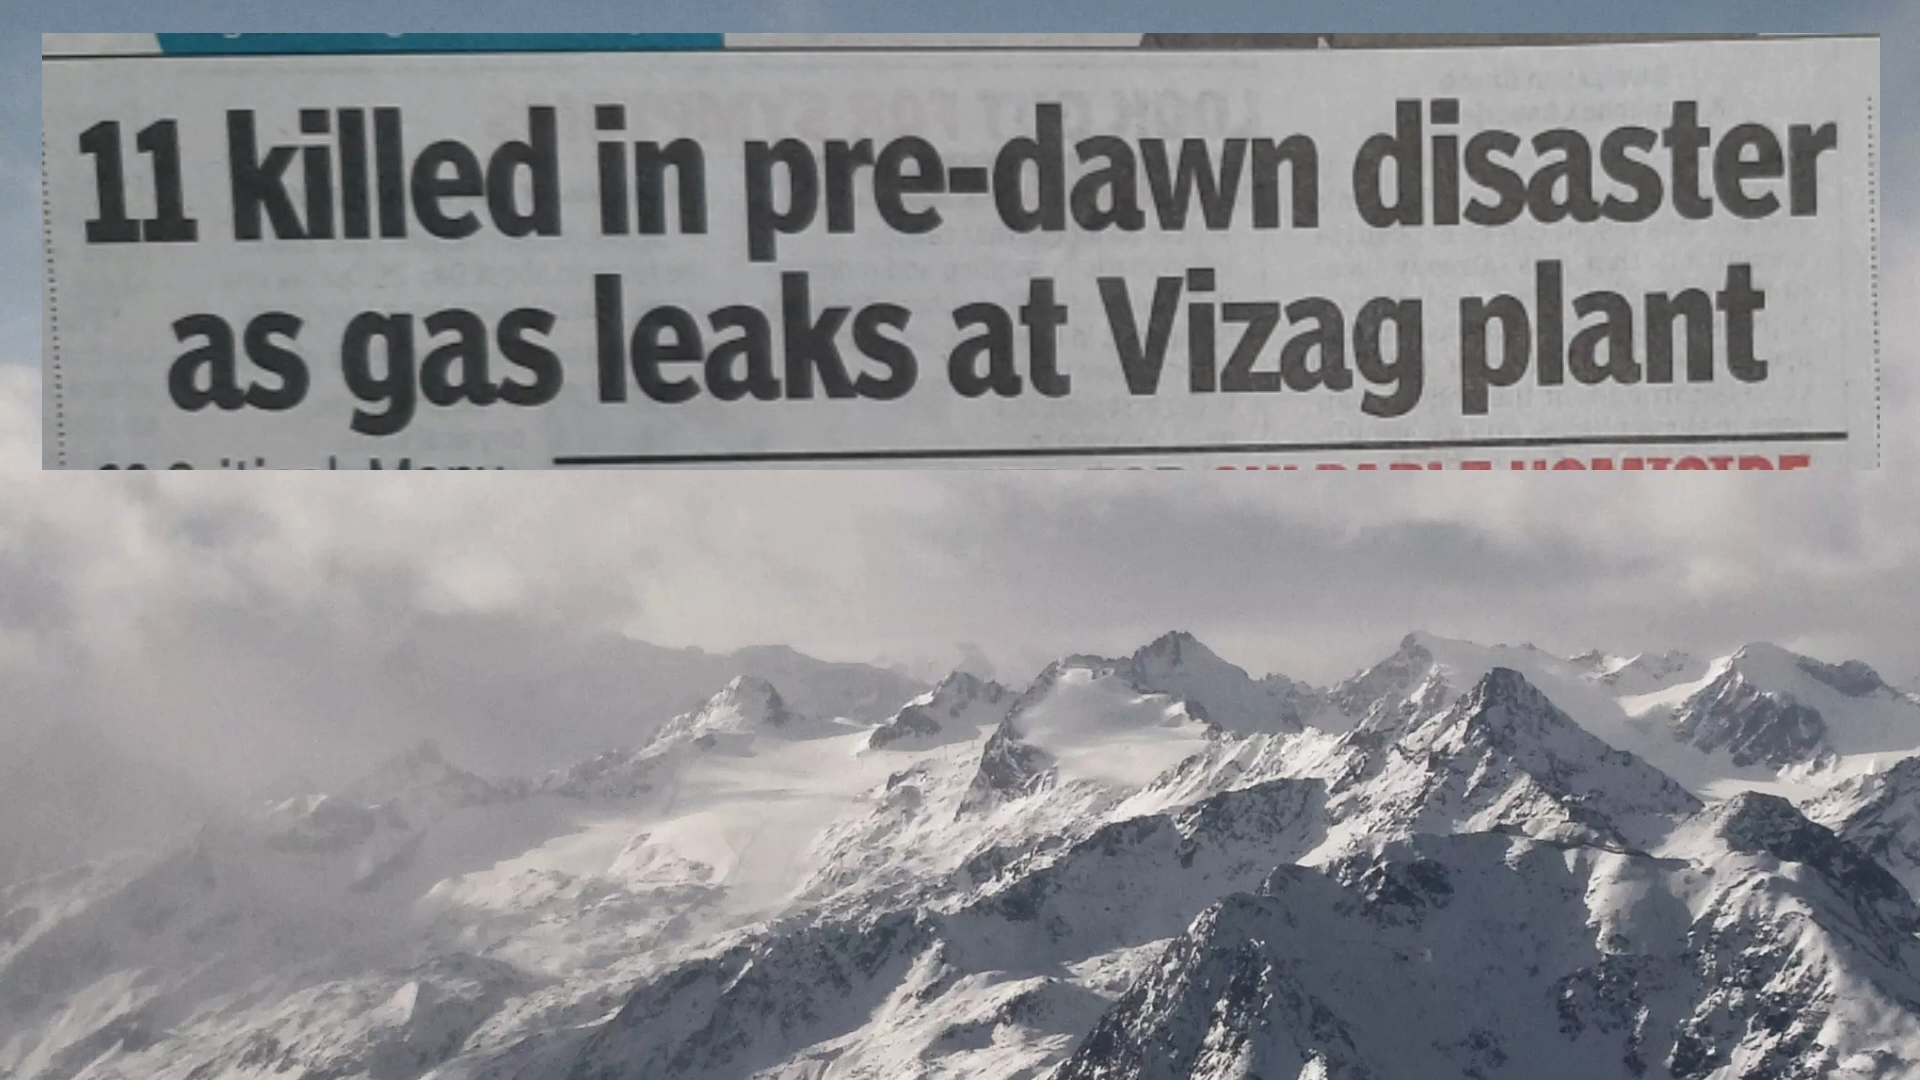 11 killed in pre-dawn disaster
as gas leaks at Vizag plant